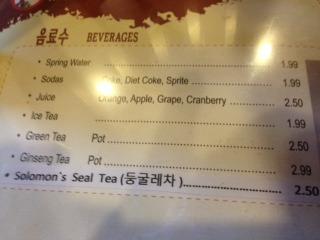 음료수 BEVERAGES
• Spring Water ........ 1.99
• Sodas Coke, Diet Coke, Sprite ........ 1.99
• Juice Orange, Apple, Grape, Cranberry ........ 2.50
• Ice Tea ........ 1.99
• Green Tea Pot ........ 2.50
• Ginseng Tea Pot ........ 2.99
• Solomon`s Seal Tea (둥굴레차 )........ 2.50